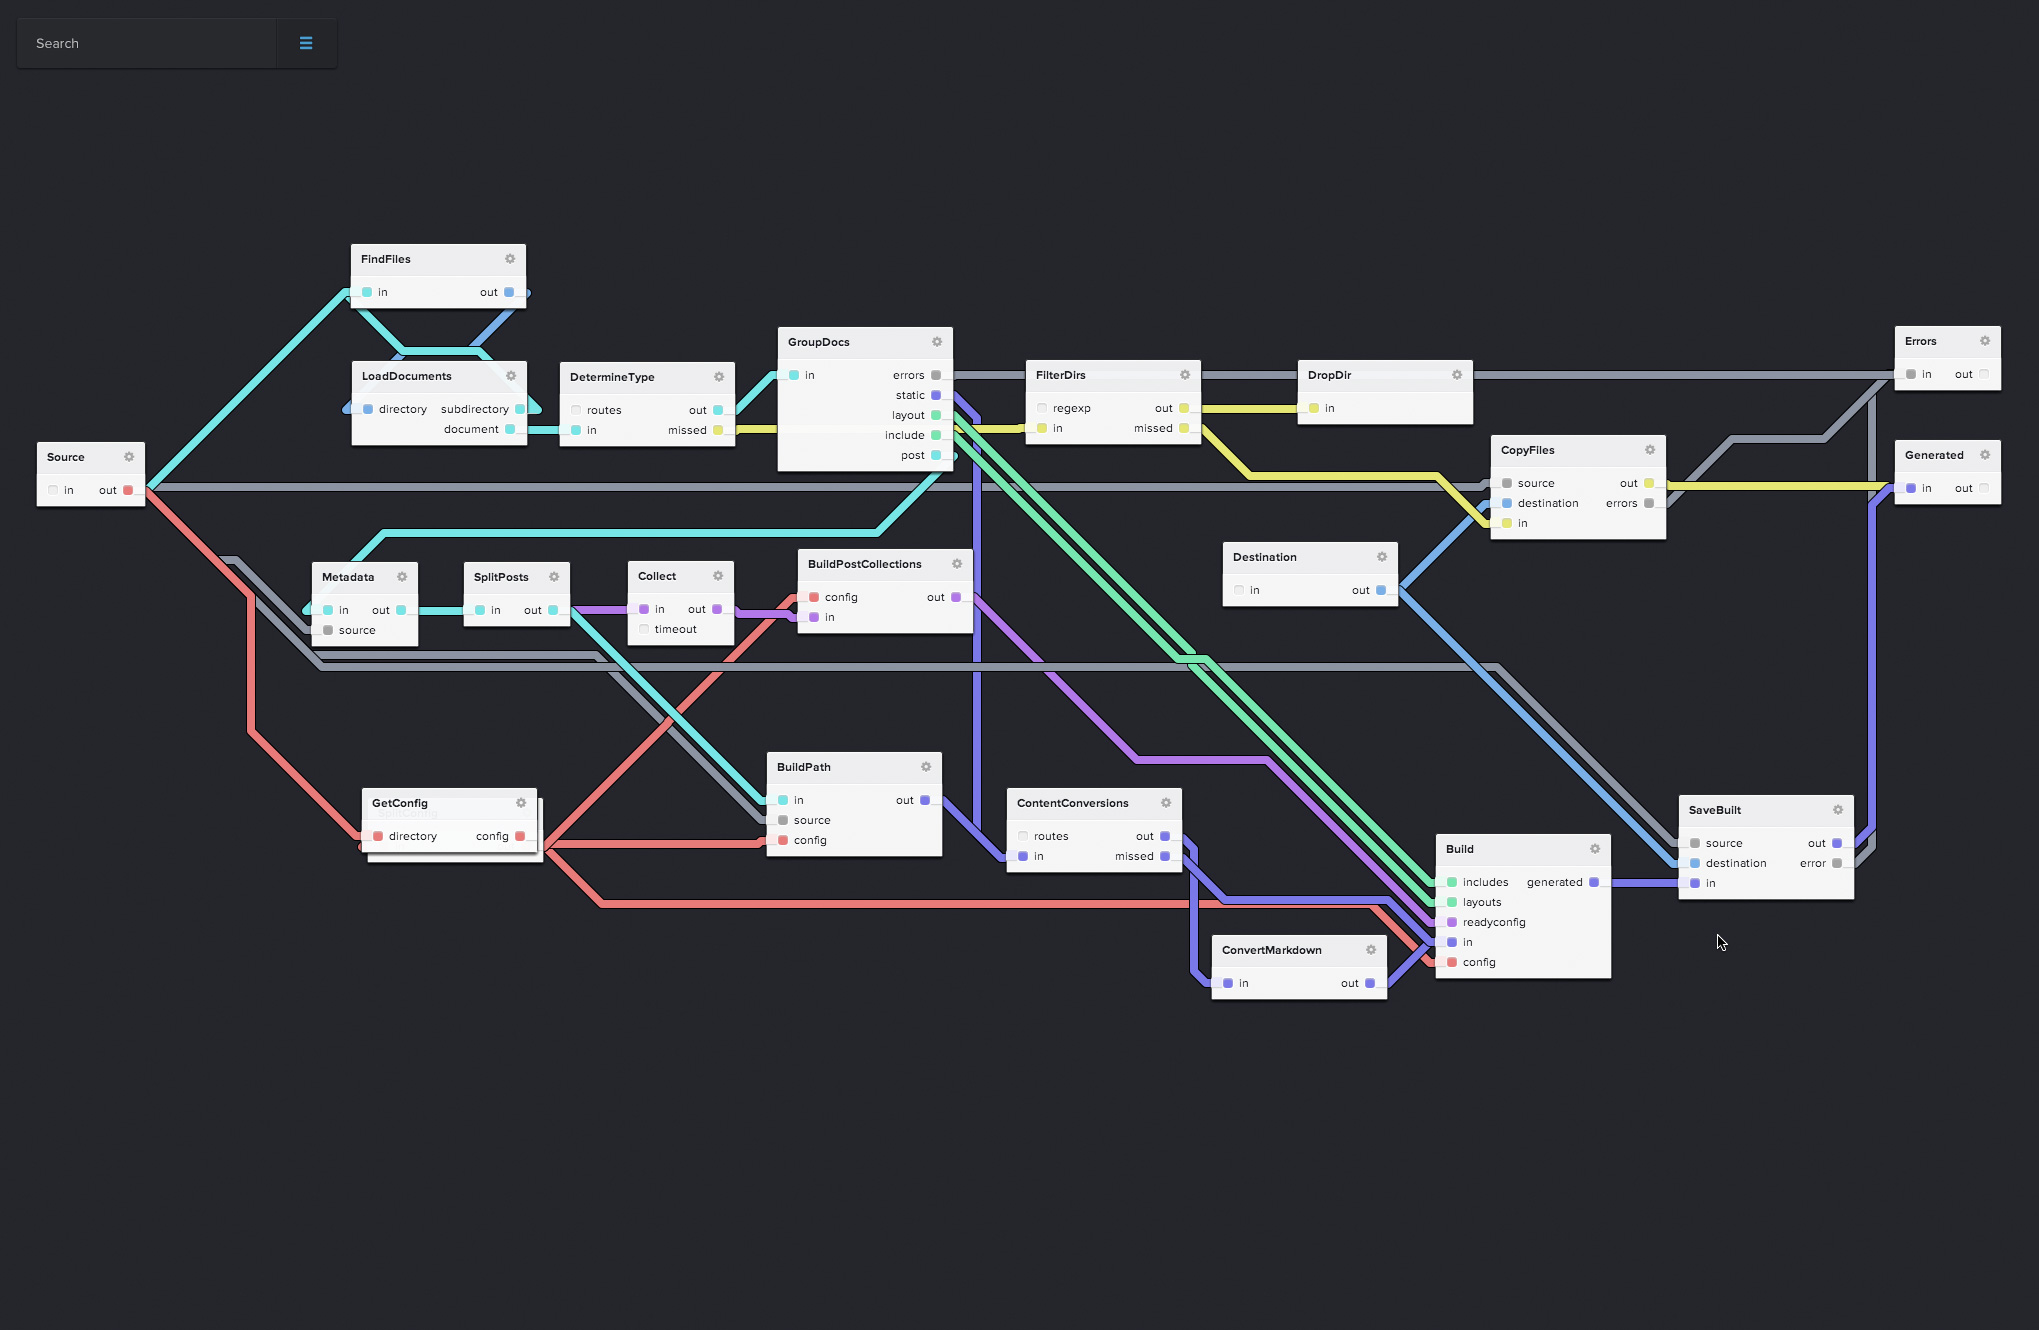 Search
FindFiles
in out
LoadDocuments
directory subdirectory
document
DetermineType
routes out
in missed
GroupDocs
in errors
static
layout
include
post
FilterDirs
regexp out
in missed
DropDir
in
Errors
in out
Source
in out
CopyFiles
source out
destination errors
in
Generated
in out
Destination
in out
Metadata
in out
source
SplitPosts
in out
Collect
in out
timeout
BuildPostCollections
config out
in
GetConfig
SplitConfig
directory config
BuildPath
in out
source
config
ContentConversions
routes out
in missed
SaveBuilt
source out
destination error
in
Build
includes generated
layouts
readyconfig
in
config
ConvertMarkdown
in out